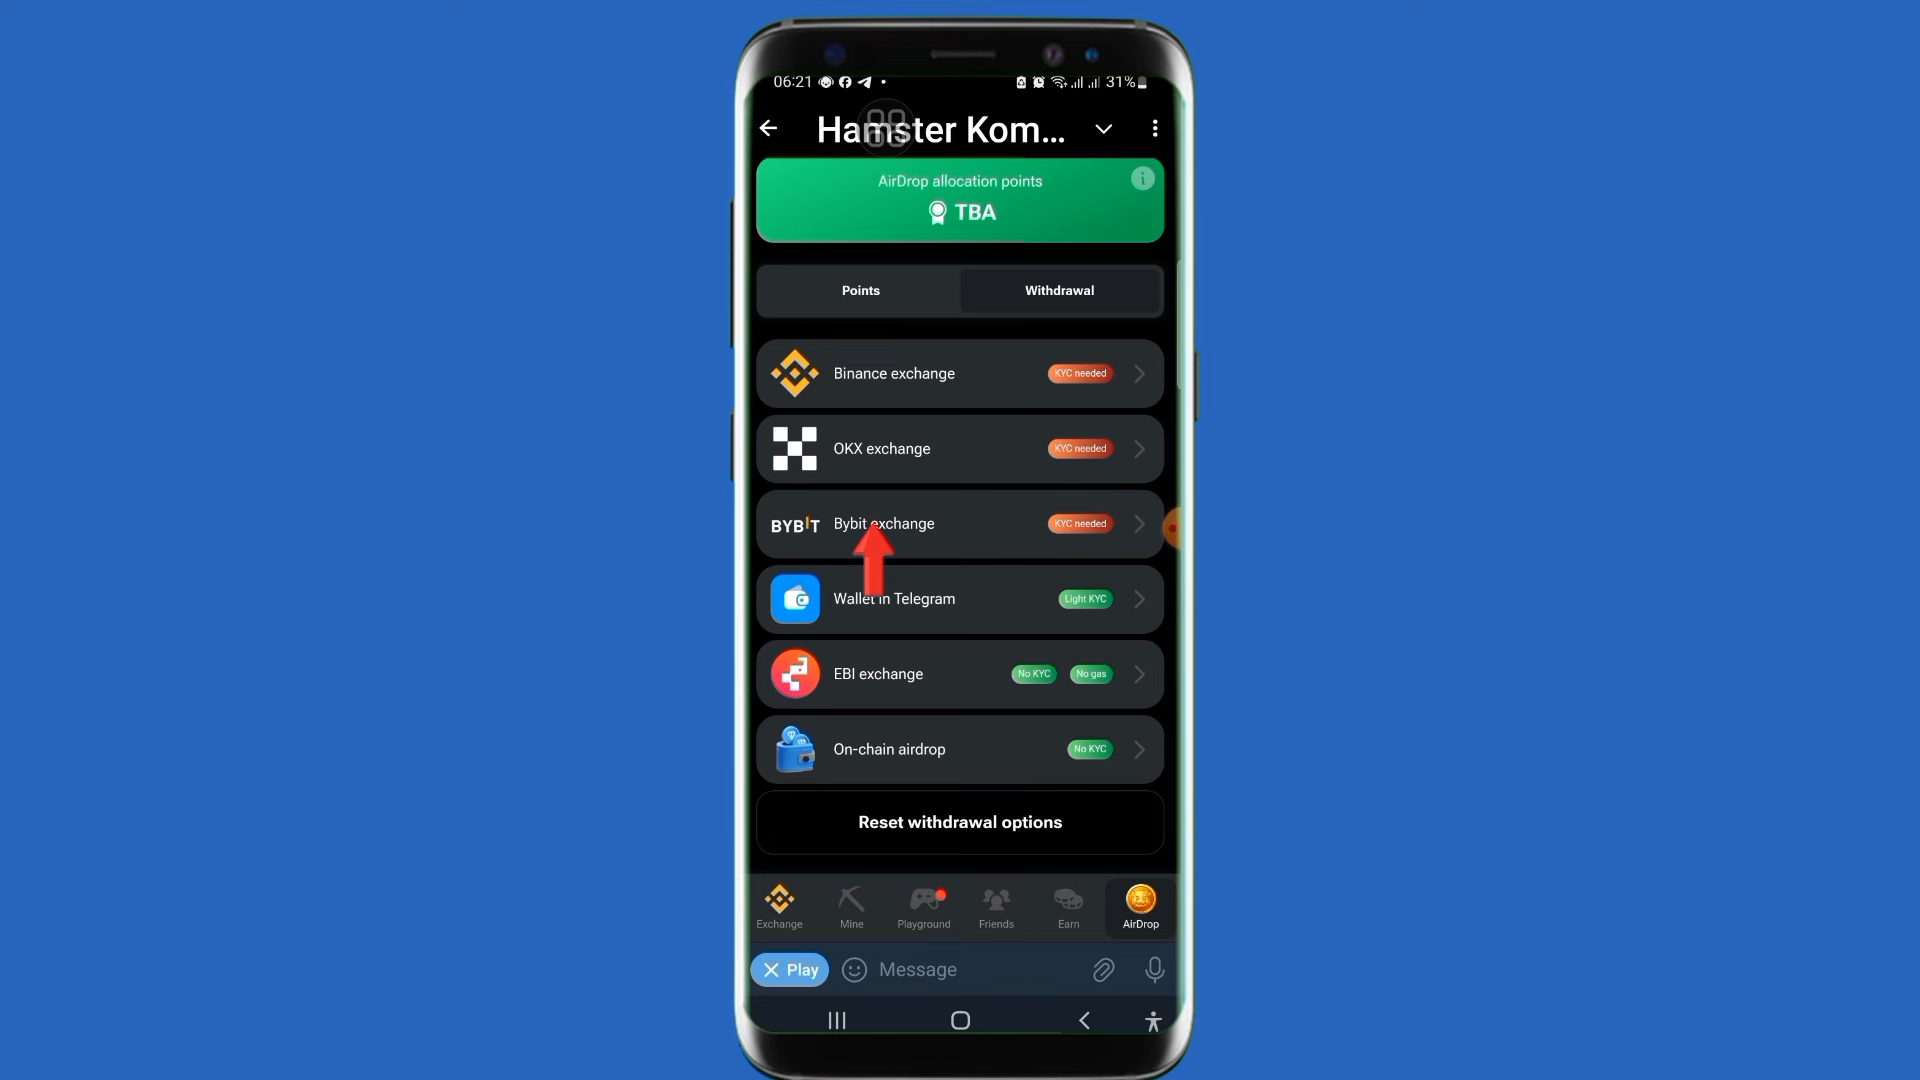 06:21 31%
Hamster Kom...
AirDrop allocation points
TBA
Points Withdrawal
Binance exchange KYC needed
OKX exchange KYC needed
BYBIT Bybit exchange KYC needed
Wallet in Telegram Light KYC
EBI exchange No KYC No gas
On-chain airdrop No KYC
Reset withdrawal options
Exchange Mine Playground Friends Earn AirDrop
Play Message